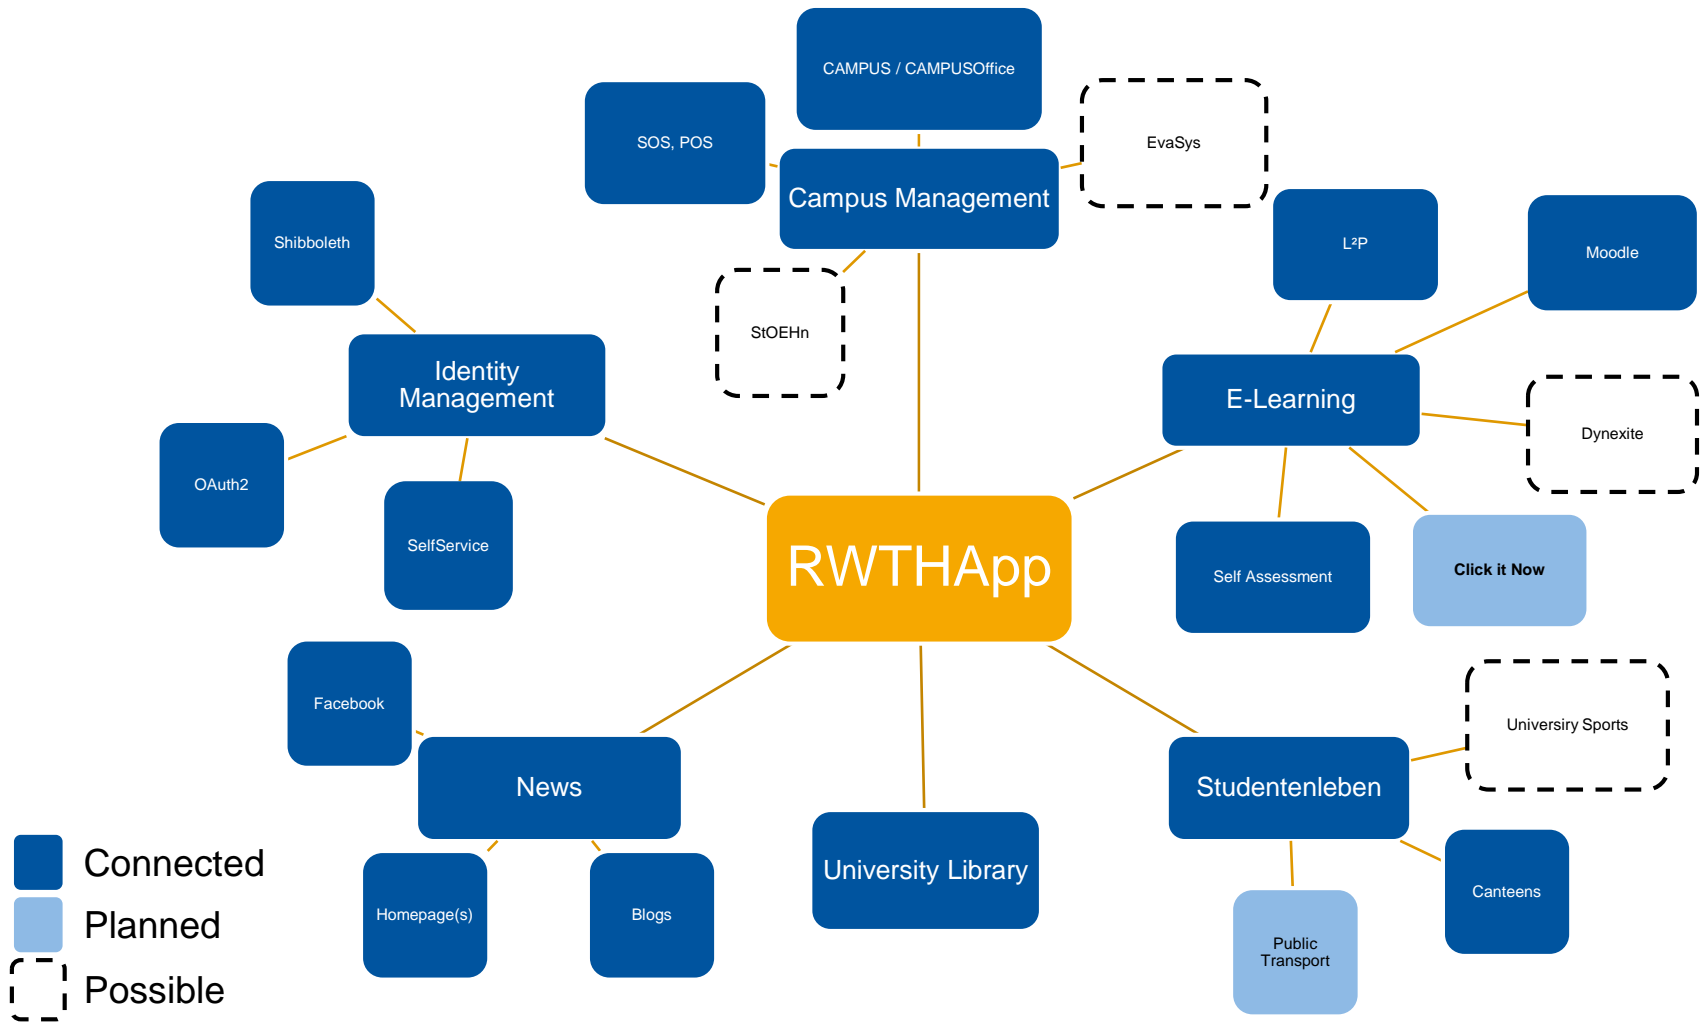 CAMPUS / CAMPUSOffice
SOS, POS
EvaSys
Campus Management
Shibboleth
L²P
Moodle
StOEHn
Identity
Management
E-Learning
Dynexite
OAuth2
SelfService
RWTHApp
Self Assessment
Click it Now
Facebook
Universiry Sports
News
Studentenleben
University Library
Homepage(s)
Blogs
Canteens
Public
Transport
Connected
Planned
Possible